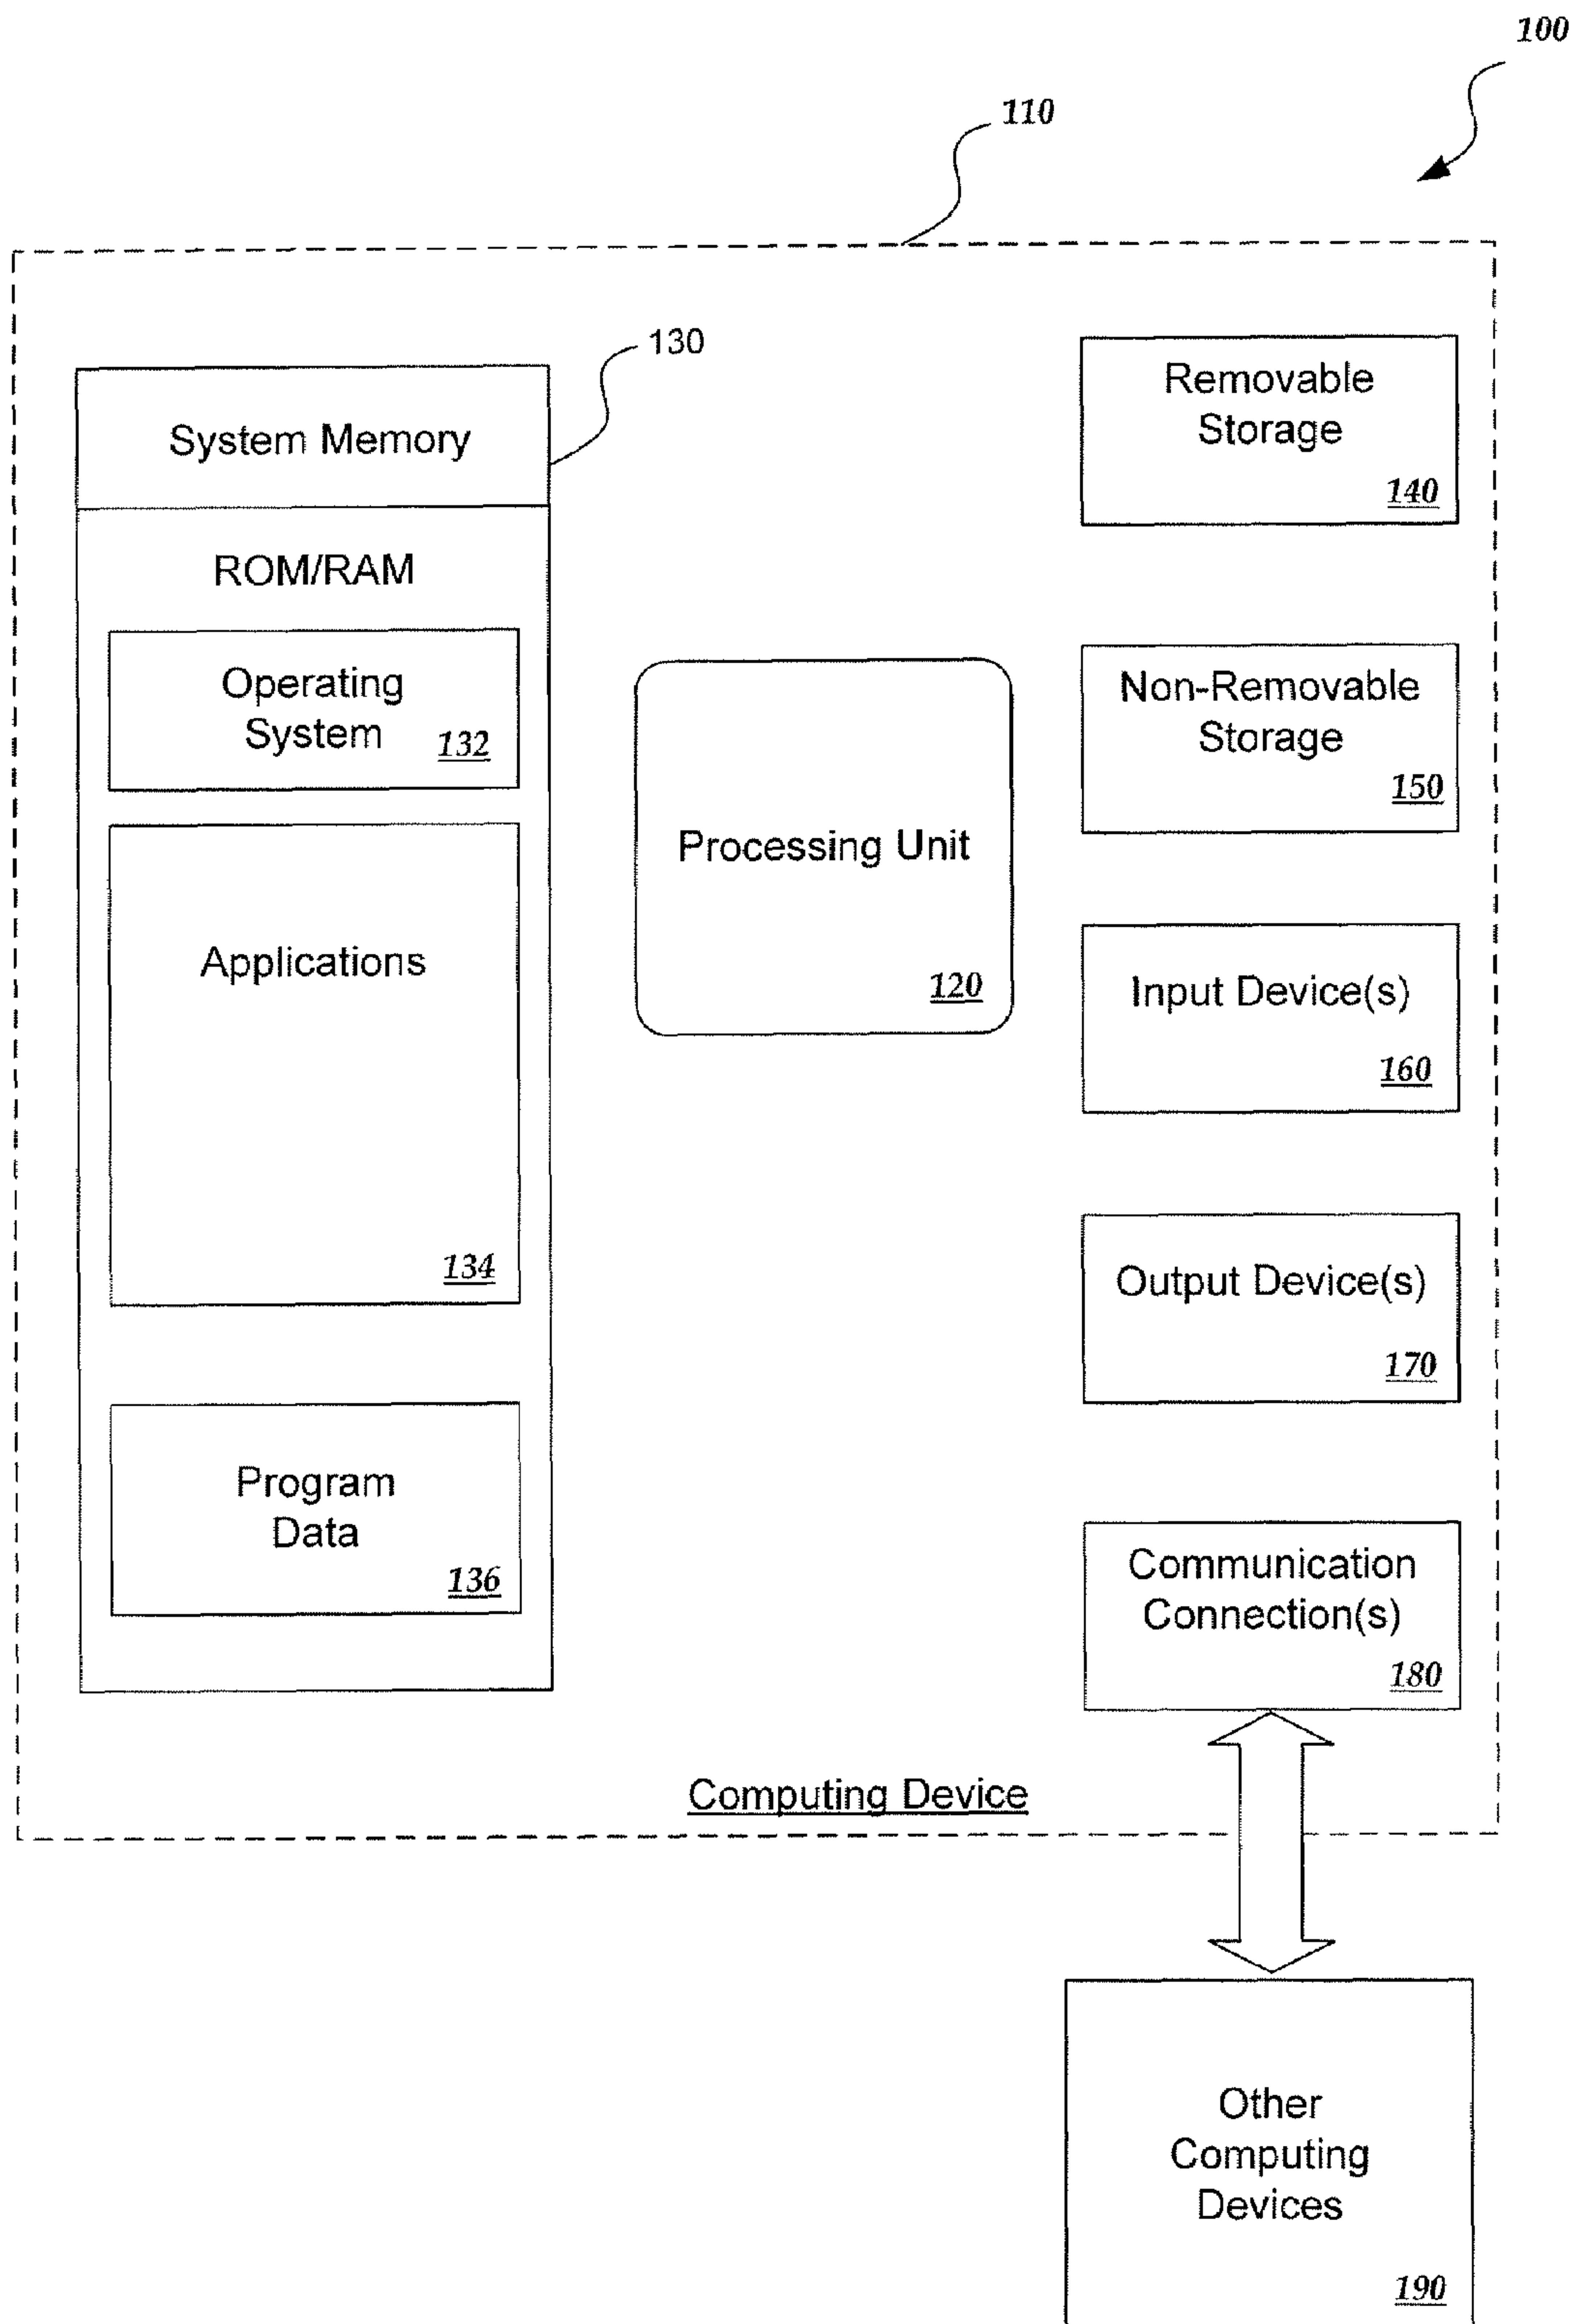 100
110
130
System Memory
ROM/RAM
Operating
System
132
Applications
134
Program
Data
136
Processing Unit
120
Removable
Storage
140
Non-Removable
Storage
150
Input Device(s)
160
Output Device(s)
170
Communication
Connection(s)
180
Computing Device
Other
Computing
Devices
190